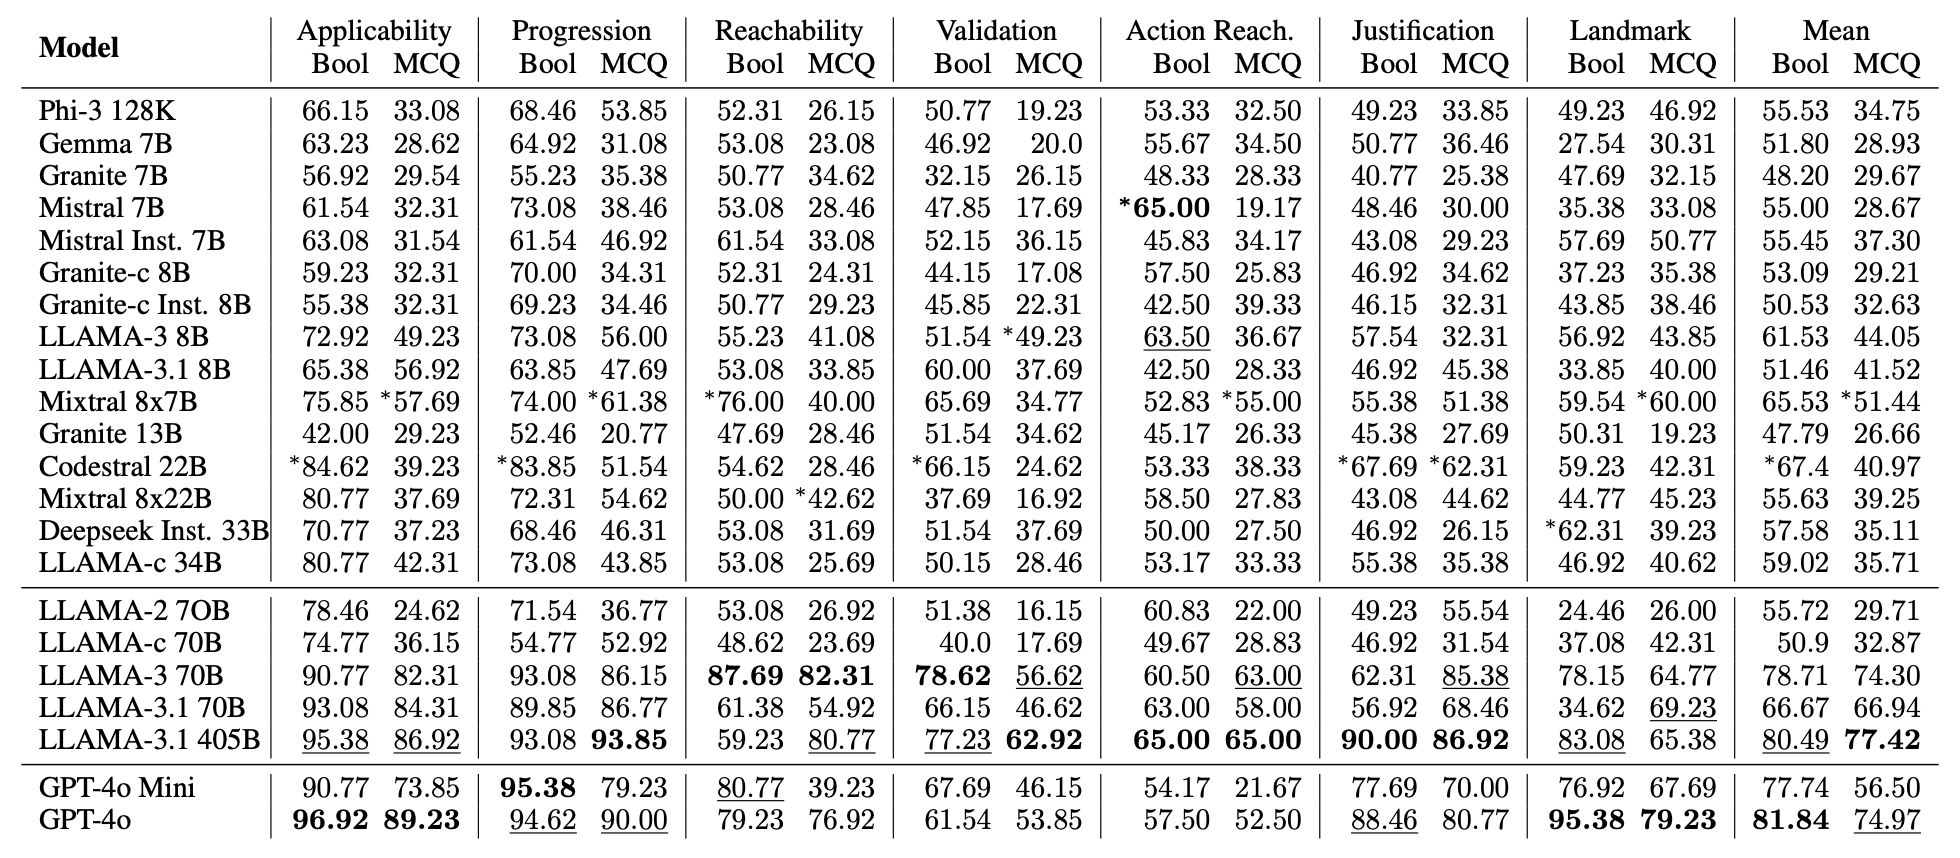 Model Applicability Progression Reachability Validation Action Reach. Justification Landmark Mean
Bool MCQ Bool MCQ Bool MCQ Bool MCQ Bool MCQ Bool MCQ Bool MCQ Bool MCQ
Phi-3 128K 66.15 33.08 68.46 53.85 52.31 26.15 50.77 19.23 53.33 32.50 49.23 33.85 49.23 46.92 55.53 34.75
Gemma 7B 63.23 28.62 64.92 31.08 53.08 23.08 46.92 20.0 55.67 34.50 50.77 36.46 27.54 30.31 51.80 28.93
Granite 7B 56.92 29.54 55.23 35.38 50.77 34.62 32.15 26.15 48.33 28.33 40.77 25.38 47.69 32.15 48.20 29.67
Mistral 7B 61.54 32.31 73.08 38.46 53.08 28.46 47.85 17.69 *65.00 19.17 48.46 30.00 35.38 33.08 55.00 28.67
Mistral Inst. 7B 63.08 31.54 61.54 46.92 61.54 33.08 52.15 36.15 45.83 34.17 43.08 29.23 57.69 50.77 55.45 37.30
Granite-c 8B 59.23 32.31 70.00 34.31 52.31 24.31 44.15 17.08 57.50 25.83 46.92 34.62 37.23 35.38 53.09 29.21
Granite-c Inst. 8B 55.38 32.31 69.23 34.46 50.77 29.23 45.85 22.31 42.50 39.33 46.15 32.31 43.85 38.46 50.53 32.63
LLAMA-3 8B 72.92 49.23 73.08 56.00 55.23 41.08 51.54 *49.23 63.50 36.67 57.54 32.31 56.92 43.85 61.53 44.05
LLAMA-3.1 8B 65.38 56.92 63.85 47.69 53.08 33.85 60.00 37.69 42.50 28.33 46.92 45.38 33.85 40.00 51.46 41.52
Mixtral 8x7B 75.85 *57.69 74.00 *61.38 *76.00 40.00 65.69 34.77 52.83 *55.00 55.38 51.38 59.54 *60.00 65.53 *51.44
Granite 13B 42.00 29.23 52.46 20.77 47.69 28.46 51.54 34.62 45.17 26.33 45.38 27.69 50.31 19.23 47.79 26.66
Codestral 22B *84.62 39.23 *83.85 51.54 54.62 28.46 *66.15 24.62 53.33 38.33 *67.69 *62.31 59.23 42.31 *67.4 40.97
Mixtral 8x22B 80.77 37.69 72.31 54.62 50.00 *42.62 37.69 16.92 58.50 27.83 43.08 44.62 44.77 45.23 55.63 39.25
Deepseek Inst. 33B 70.77 37.23 68.46 46.31 53.08 31.69 51.54 37.69 50.00 27.50 46.92 26.15 *62.31 39.23 57.58 35.11
LLAMA-c 34B 80.77 42.31 73.08 43.85 53.08 25.69 50.15 28.46 53.17 33.33 55.38 35.38 46.92 40.62 59.02 35.71
LLAMA-2 7OB 78.46 24.62 71.54 36.77 53.08 26.92 51.38 16.15 60.83 22.00 49.23 55.54 24.46 26.00 55.72 29.71
LLAMA-c 70B 74.77 36.15 54.77 52.92 48.62 23.69 40.0 17.69 49.67 28.83 46.92 31.54 37.08 42.31 50.9 32.87
LLAMA-3 70B 90.77 82.31 93.08 86.15 87.69 82.31 78.62 56.62 60.50 63.00 62.31 85.38 78.15 64.77 78.71 74.30
LLAMA-3.1 70B 93.08 84.31 89.85 86.77 61.38 54.92 66.15 46.62 63.00 58.00 56.92 68.46 34.62 69.23 66.67 66.94
LLAMA-3.1 405B 95.38 86.92 93.08 93.85 59.23 80.77 77.23 62.92 65.00 65.00 90.00 86.92 83.08 65.38 80.49 77.42
GPT-4o Mini 90.77 73.85 95.38 79.23 80.77 39.23 67.69 46.15 54.17 21.67 77.69 70.00 76.92 67.69 77.74 56.50
GPT-4o 96.92 89.23 94.62 90.00 79.23 76.92 61.54 53.85 57.50 52.50 88.46 80.77 95.38 79.23 81.84 74.97